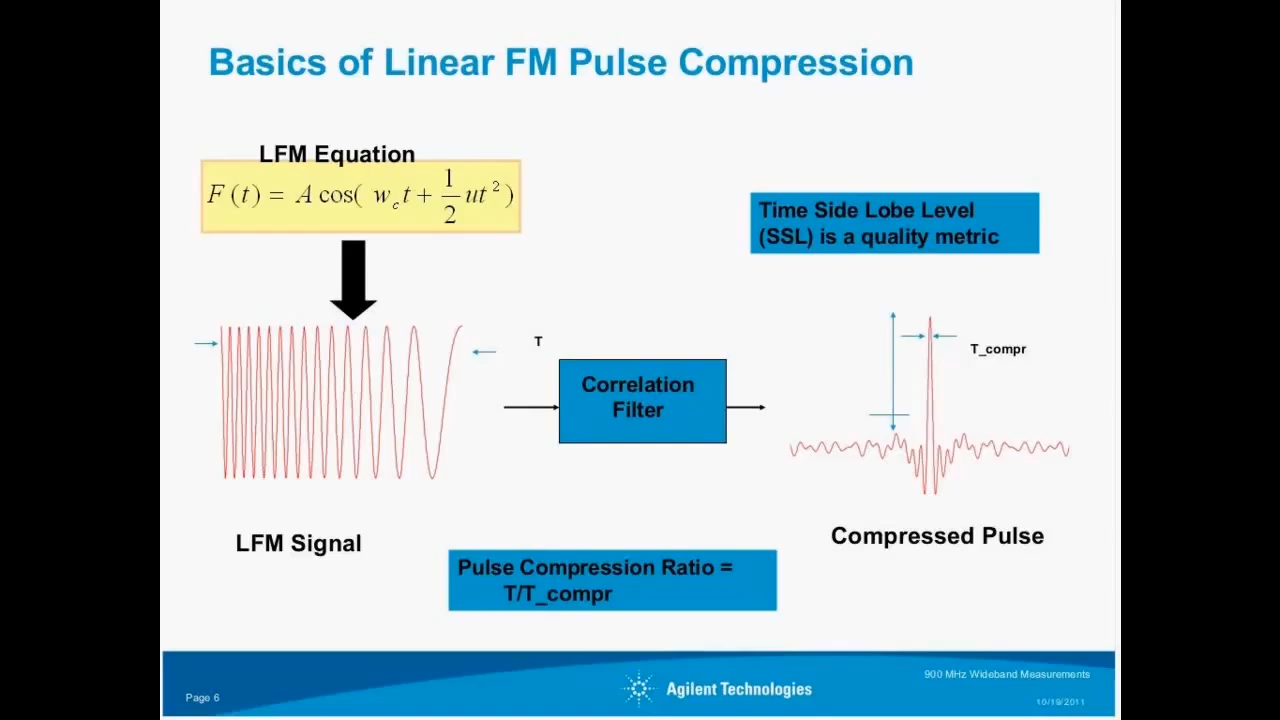 Basics of Linear FM Pulse Compression
LFM Equation
F (t) = A cos( w_c t + 1/2 ut²)
Time Side Lobe Level
(SSL) is a quality metric
T
T_compr
Correlation
Filter
Compressed Pulse
LFM Signal
Pulse Compression Ratio =
T/T_compr
900 MHz Wideband Measurements
Agilent Technologies
Page 6
10/19/2011